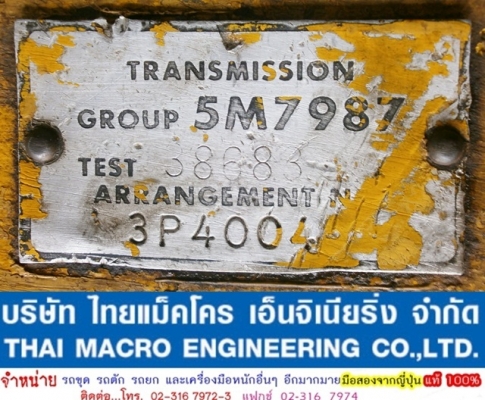 TRANSMISSION
GROUP 5M7987
TEST 38683
ARRANGEMENT N
3P4004
บริษัท ไทยแม็คโคร เอ็นจิเนียริ่ง จำกัด
THAI MACRO ENGINEERING CO.,LTD.
จำหน่าย รถขุด รถตัก รถยก และเครื่องมือหนักอื่นๆ อีกมากมาย มือสองจากญี่ปุ่น แท้ 100%
ติดต่อ...โทร. 02-316 7972-3 แฟกซ์ 02-316 7974